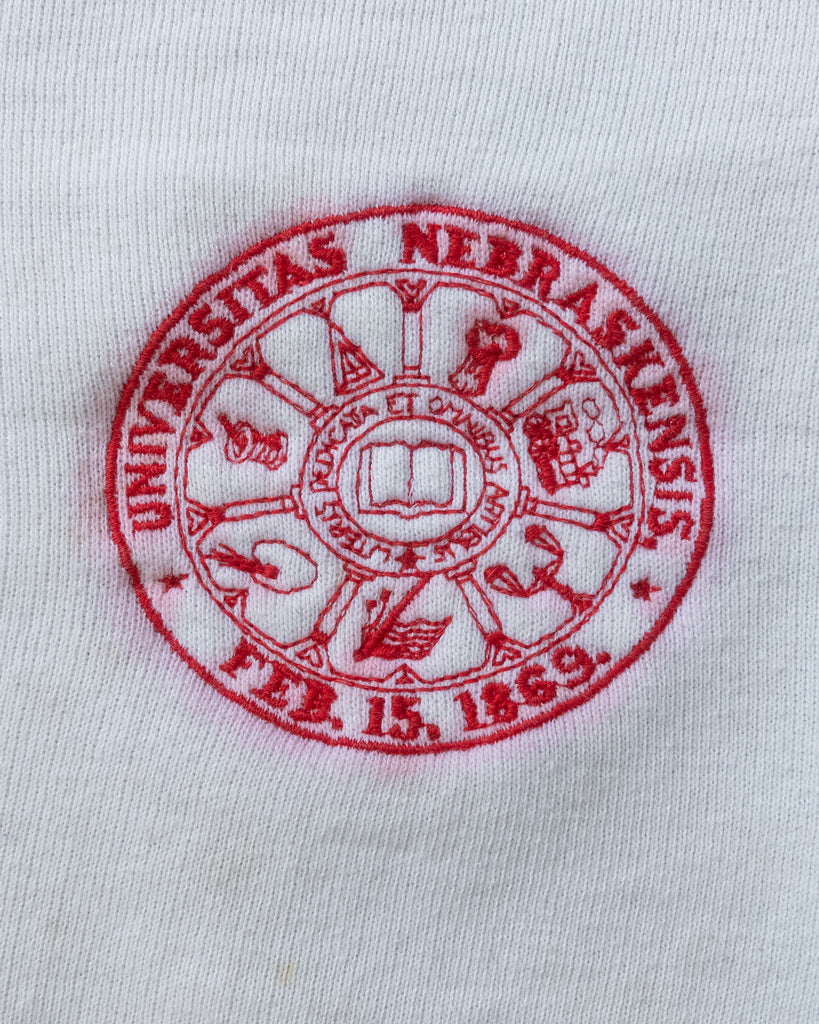 UNIVERSITAS NEBRASKENSIS.
FEB. 15, 1869.
LITERIS DEDICATA ET OMNIBUS ARTIBUS